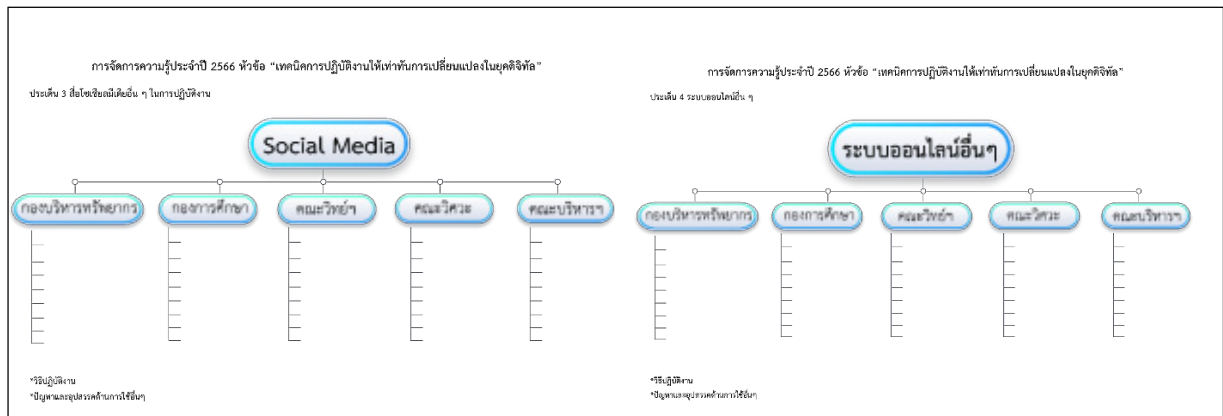 การจัดการความรู้ประจำปี 2566 หัวข้อ “เทคนิคการปฏิบัติงานให้เท่าทันการเปลี่ยนแปลงในยุคดิจิทัล”
ประเด็น 3 สื่อโซเชียลมีเดียอื่น ๆ ในการปฏิบัติงาน
Social Media
กองบริหารทรัพยากร กองการศึกษา คณะวิทย์ฯ คณะวิศวะ คณะบริหารฯ
*วิธีปฏิบัติงาน
*ปัญหาและอุปสรรคด้านการใช้อื่นๆ
การจัดการความรู้ประจำปี 2566 หัวข้อ “เทคนิคการปฏิบัติงานให้เท่าทันการเปลี่ยนแปลงในยุคดิจิทัล”
ประเด็น 4 ระบบออนไลน์อื่น ๆ
ระบบออนไลน์อื่นๆ
กองบริหารทรัพยากร กองการศึกษา คณะวิทย์ฯ คณะวิศวะ คณะบริหารฯ
*วิธีปฏิบัติงาน
*ปัญหาและอุปสรรคด้านการใช้อื่นๆ